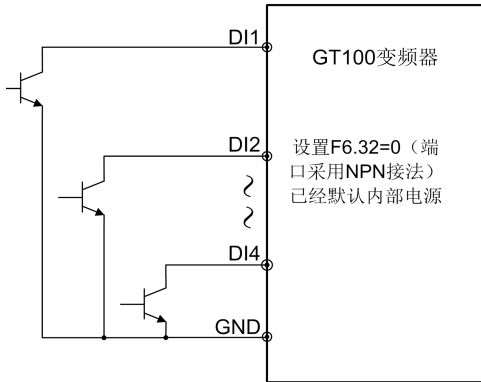 DI1
GT100变频器
DI2
设置F6.32=0（端
口采用NPN接法）
已经默认内部电源
DI4
GND